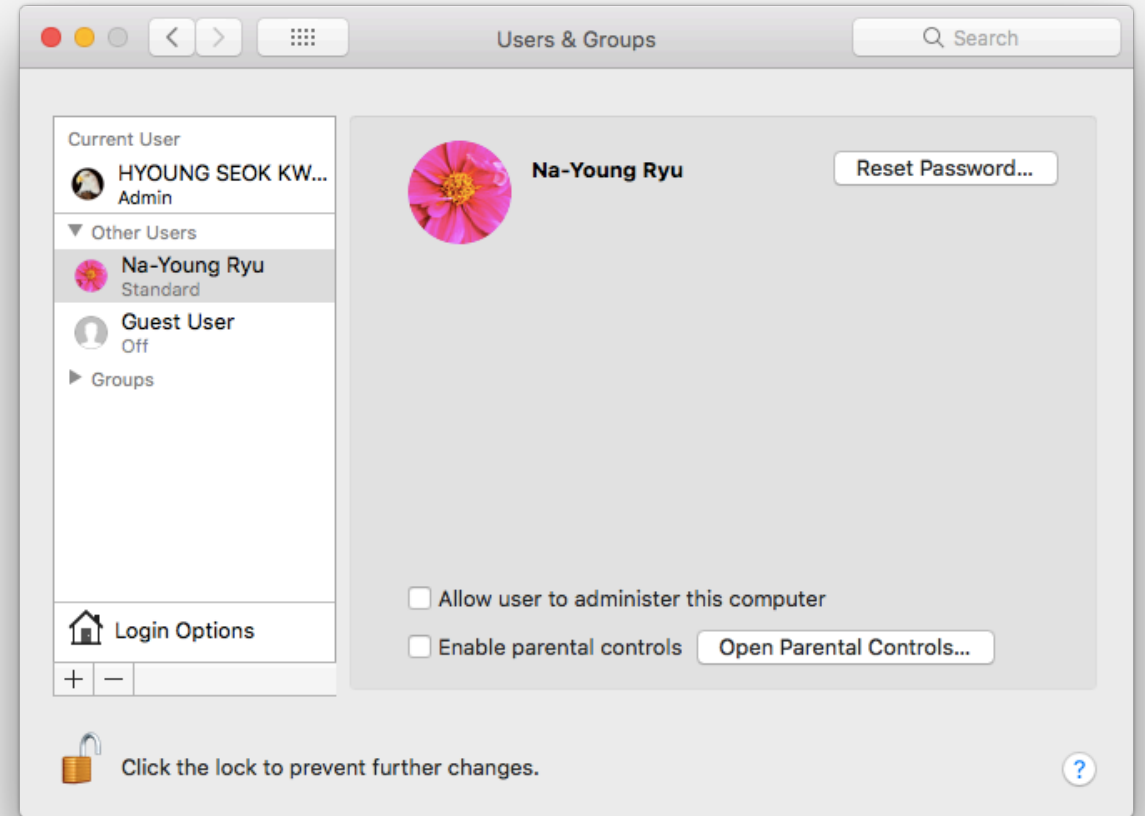 Users & Groups
Search
Current User
HYOUNG SEOK KW...
Admin
Other Users
Na-Young Ryu
Standard
Guest User
Off
Groups
Login Options
Na-Young Ryu
Reset Password...
Allow user to administer this computer
Enable parental controls
Open Parental Controls...
Click the lock to prevent further changes.
?